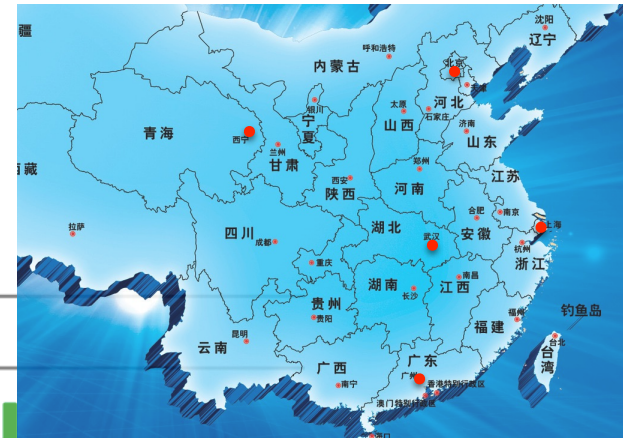 沈阳
辽宁
疆
呼和浩特
北京
内蒙古
天津
银川
河北
太原
石家庄
宁夏
山西
济南
青海
西宁
山东
兰州
甘肃
郑州
西安
江苏
陕西
河南
藏
合肥
南京
拉萨
四川
湖北
上海
成都
武汉
安徽
杭州
重庆
浙江
南昌
湖南
江西
长沙
贵州
钓鱼岛
贵阳
福州
福建
昆明
台北
云南
台湾
广西
广东
广州
香港特别行政区
南宁
澳门特别行政区
海口